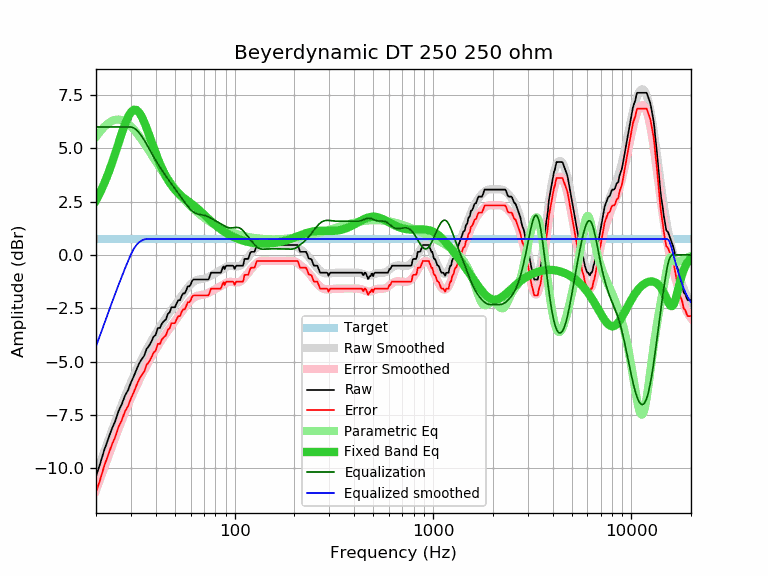 Beyerdynamic DT 250 250 ohm
7.5
5.0
2.5
0.0
−2.5
−5.0
−7.5
−10.0
Amplitude (dBr)
Target
Raw Smoothed
Error Smoothed
Raw
Error
Parametric Eq
Fixed Band Eq
Equalization
Equalized smoothed
100
1000
10000
Frequency (Hz)